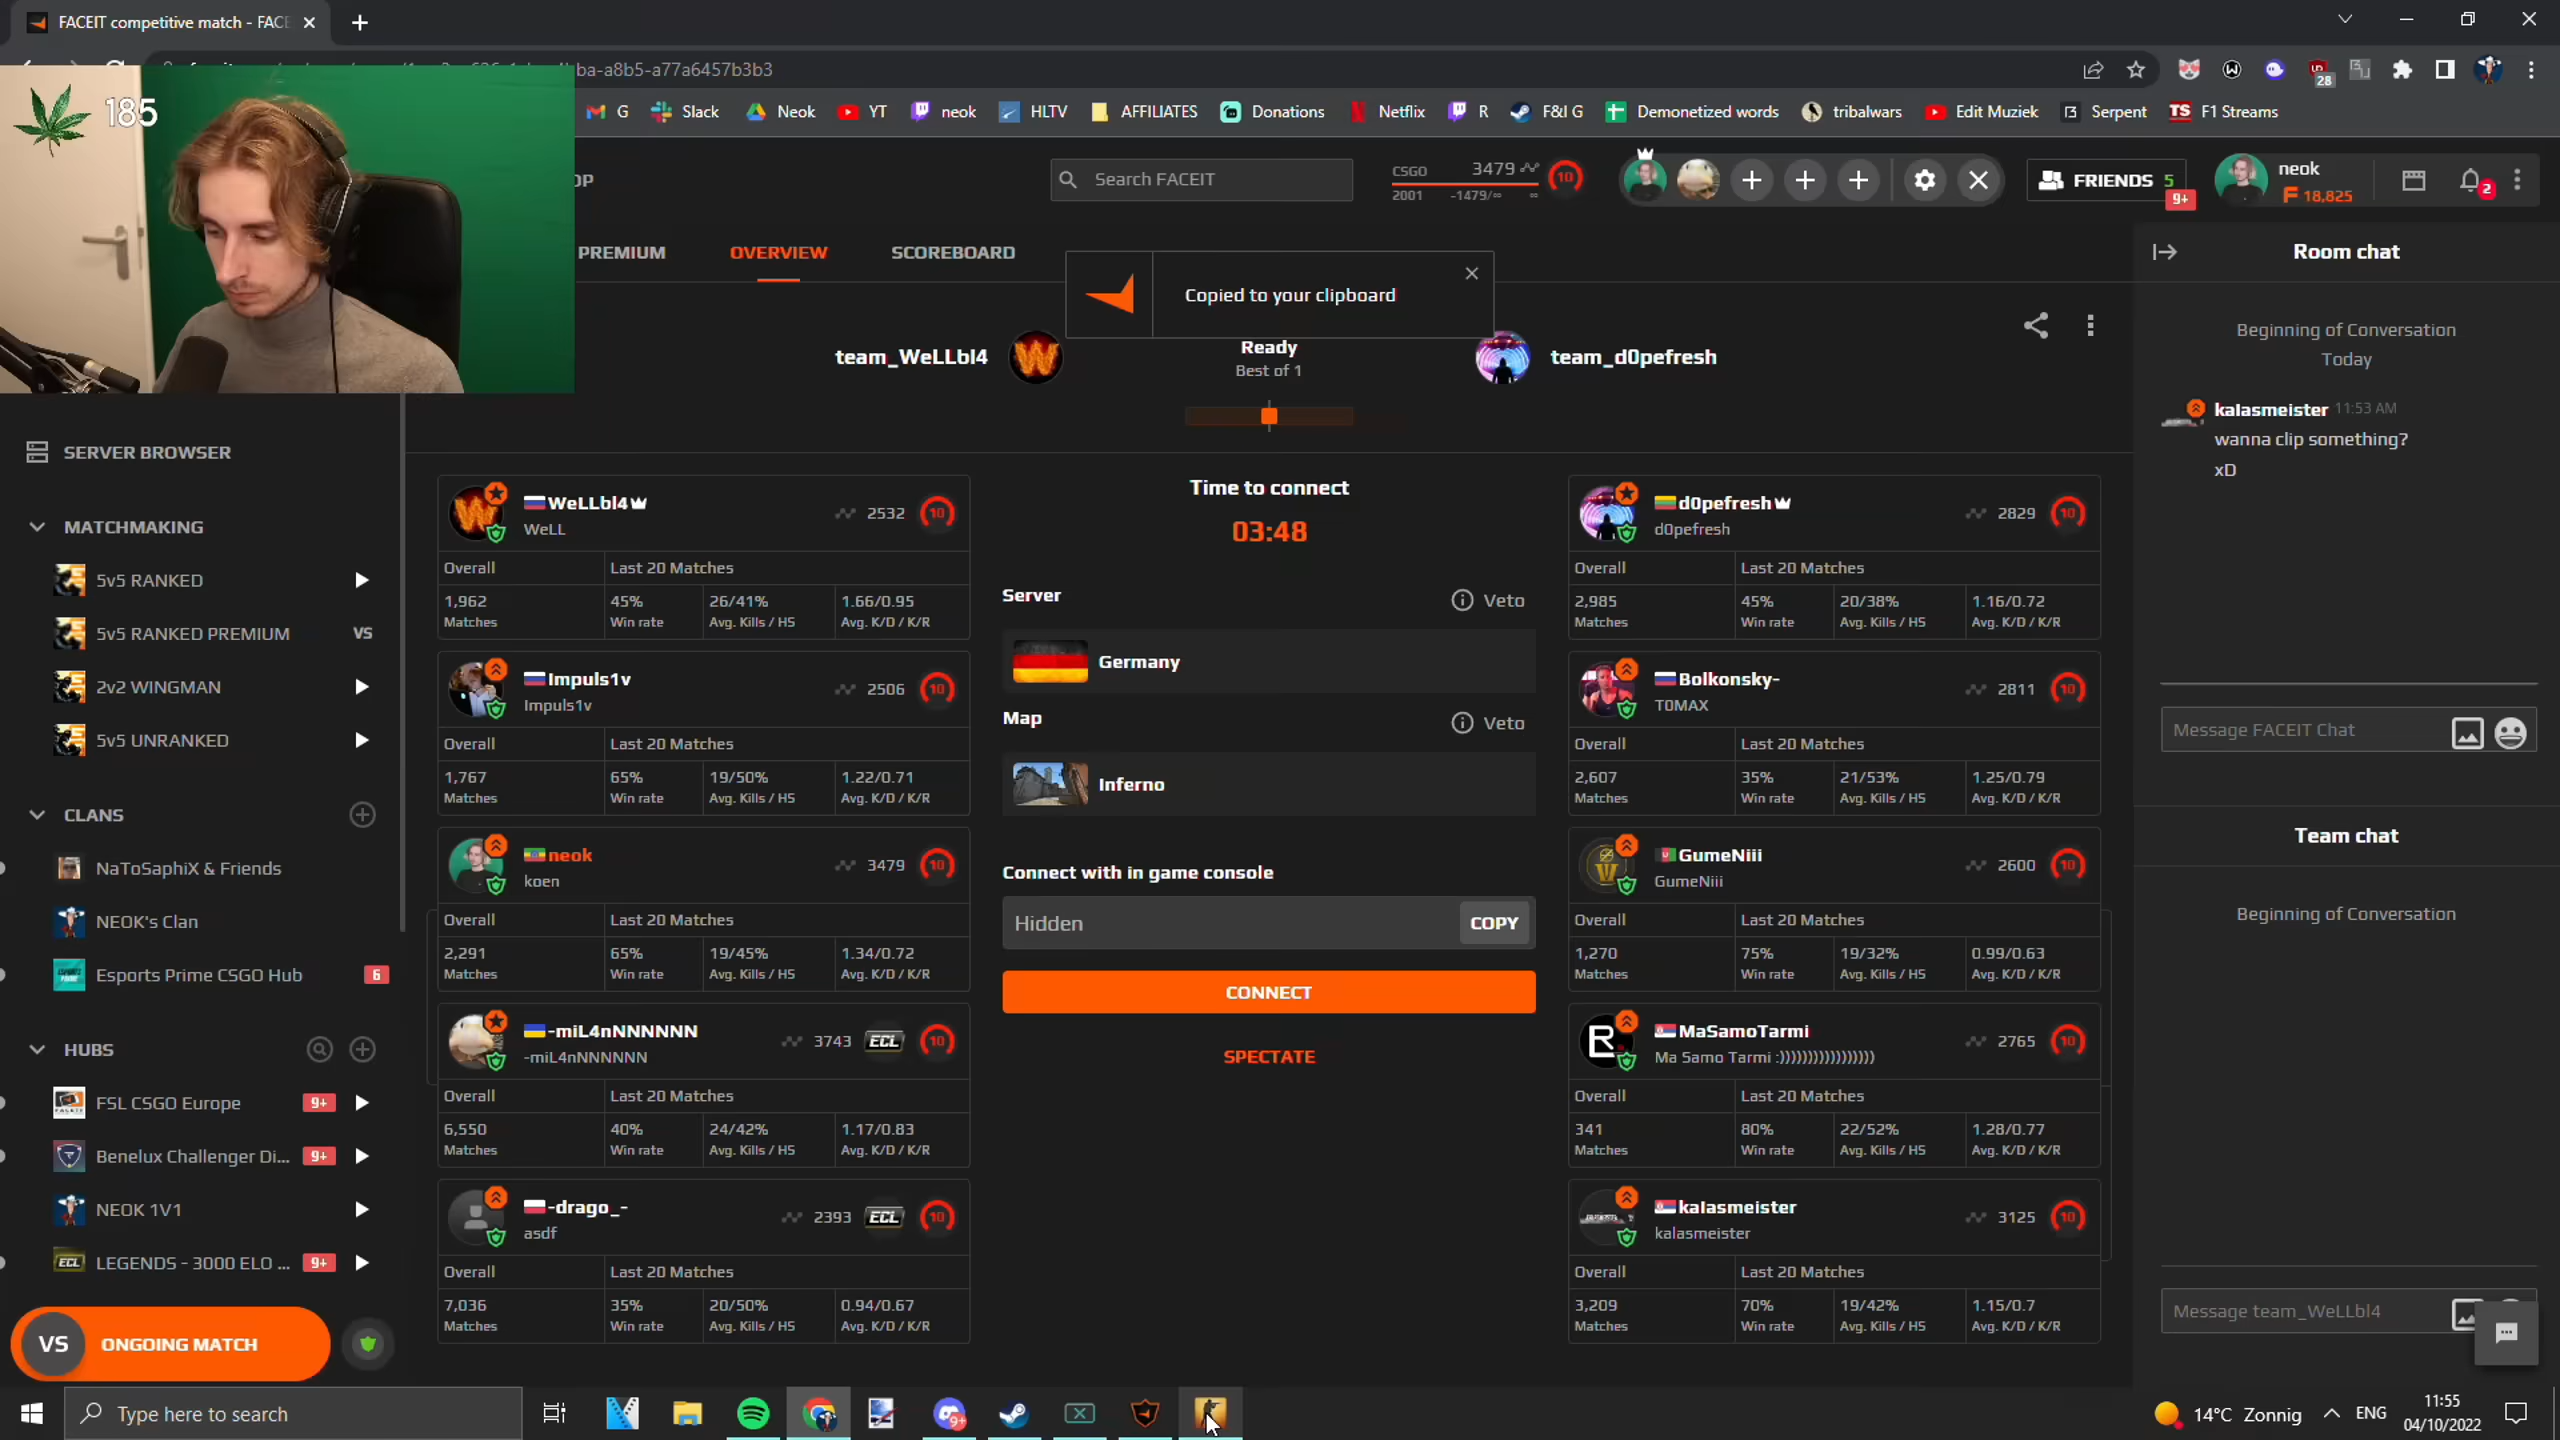 FACEIT competitive match - FACE
ba-a8b5-a77a6457b3b3
28
G
Slack
Neok
YT
neok
HLTV
AFFILIATES
Donations
Netflix
R
F&I G
Demonetized words
tribalwars
Edit Muziek
Serpent
TS F1 Streams
185
OP
Search FACEIT
CSGO 3479
2001 -1479/∞ ∞
10
FRIENDS 5
9+
neok
18,825
2
PREMIUM
OVERVIEW
SCOREBOARD
Copied to your clipboard
team_WeLLbl4
Ready
Best of 1
team_d0pefresh
SERVER BROWSER
MATCHMAKING
5v5 RANKED
5v5 RANKED PREMIUM VS
2v2 WINGMAN
5v5 UNRANKED
CLANS
NaToSaphiX & Friends
NEOK's Clan
Esports Prime CSGO Hub 6
HUBS
FSL CSGO Europe 9+
Benelux Challenger Di... 9+
NEOK 1V1
LEGENDS - 3000 ELO ... 9+
VS ONGOING MATCH
WeLLbl4 2532 10
WeLL
Overall Last 20 Matches
1,962 45% 26/41% 1.66/0.95
Matches Win rate Avg. Kills / HS Avg. K/D / K/R
Impuls1v 2506 10
Impuls1v
Overall Last 20 Matches
1,767 65% 19/50% 1.22/0.71
Matches Win rate Avg. Kills / HS Avg. K/D / K/R
neok 3479 10
koen
Overall Last 20 Matches
2,291 65% 19/45% 1.34/0.72
Matches Win rate Avg. Kills / HS Avg. K/D / K/R
-miL4nNNNNNN 3743 ECL 10
-miL4nNNNNNN
Overall Last 20 Matches
6,550 40% 24/42% 1.17/0.83
Matches Win rate Avg. Kills / HS Avg. K/D / K/R
-drago_- 2393 ECL 10
asdf
Overall Last 20 Matches
7,036 35% 20/50% 0.94/0.67
Matches Win rate Avg. Kills / HS Avg. K/D / K/R
Time to connect
03:48
Server Veto
Germany
Map Veto
Inferno
Connect with in game console
Hidden COPY
CONNECT
SPECTATE
d0pefresh 2829 10
d0pefresh
Overall Last 20 Matches
2,985 45% 20/38% 1.16/0.72
Matches Win rate Avg. Kills / HS Avg. K/D / K/R
Bolkonsky- 2811 10
T0MAX
Overall Last 20 Matches
2,607 35% 21/53% 1.25/0.79
Matches Win rate Avg. Kills / HS Avg. K/D / K/R
GumeNiii 2600 10
GumeNiii
Overall Last 20 Matches
1,270 75% 19/32% 0.99/0.63
Matches Win rate Avg. Kills / HS Avg. K/D / K/R
MaSamoTarmi 2765 10
Ma Samo Tarmi :))))))))))))))))))
Overall Last 20 Matches
341 80% 22/52% 1.28/0.77
Matches Win rate Avg. Kills / HS Avg. K/D / K/R
kalasmeister 3125 10
kalasmeister
Overall Last 20 Matches
3,209 70% 19/42% 1.15/0.7
Matches Win rate Avg. Kills / HS Avg. K/D / K/R
Room chat
Beginning of Conversation
Today
kalasmeister 11:53 AM
wanna clip something?
xD
Message FACEIT Chat
Team chat
Beginning of Conversation
Message team_WeLLbl4
Type here to search
9+
14°C Zonnig
ENG
11:55
04/10/2022